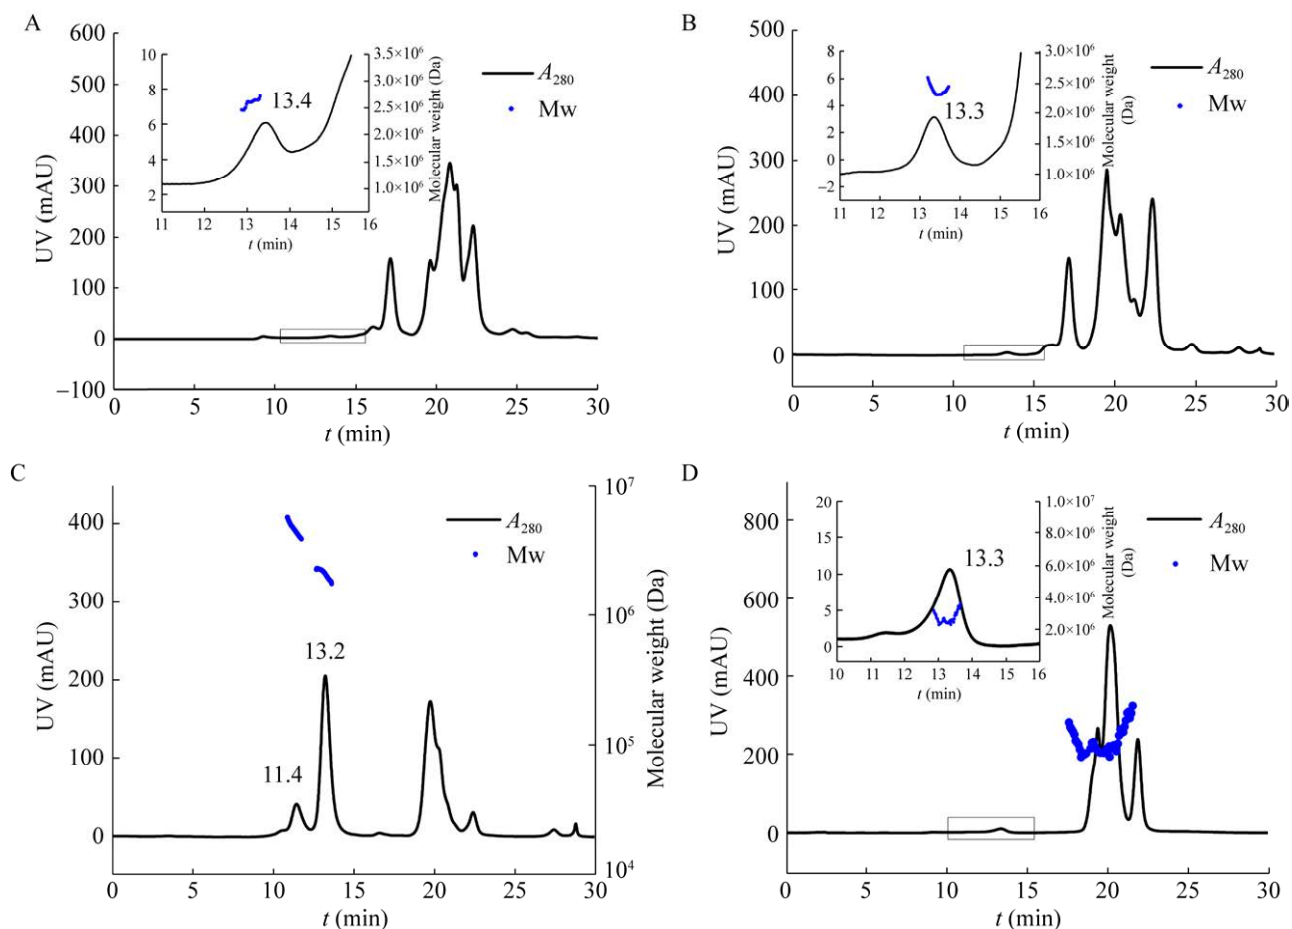 A
UV (mAU)
600
500
400
300
200
100
0
–100
0 5 10 15 20 25 30
t (min)
A280
Mw
10
8
6
4
2
13.4
3.5×10⁶
3.0×10⁶
2.5×10⁶
2.0×10⁶
1.5×10⁶
1.0×10⁶
Molecular weight (Da)
11 12 13 14 15 16
t (min)
B
UV (mAU)
500
400
300
200
100
0
0 5 10 15 20 25 30
t (min)
A280
Mw
8
6
4
2
0
–2
13.3
3.0×10⁶
2.5×10⁶
2.0×10⁶
1.5×10⁶
1.0×10⁶
Molecular weight
(Da)
11 12 13 14 15 16
t (min)
C
UV (mAU)
400
300
200
100
0
11.4
13.2
A280
Mw
10⁷
10⁶
10⁵
10⁴
Molecular weight (Da)
0 5 10 15 20 25 30
t (min)
D
UV (mAU)
800
600
400
200
0
0 5 10 15 20 25 30
t (min)
A280
Mw
20
15
10
5
0
13.3
1.0×10⁷
8.0×10⁶
6.0×10⁶
5.0×10⁶
4.0×10⁶
3.0×10⁶
2.0×10⁶
Molecular weight
(Da)
10 11 12 13 14 15 16
t (min)